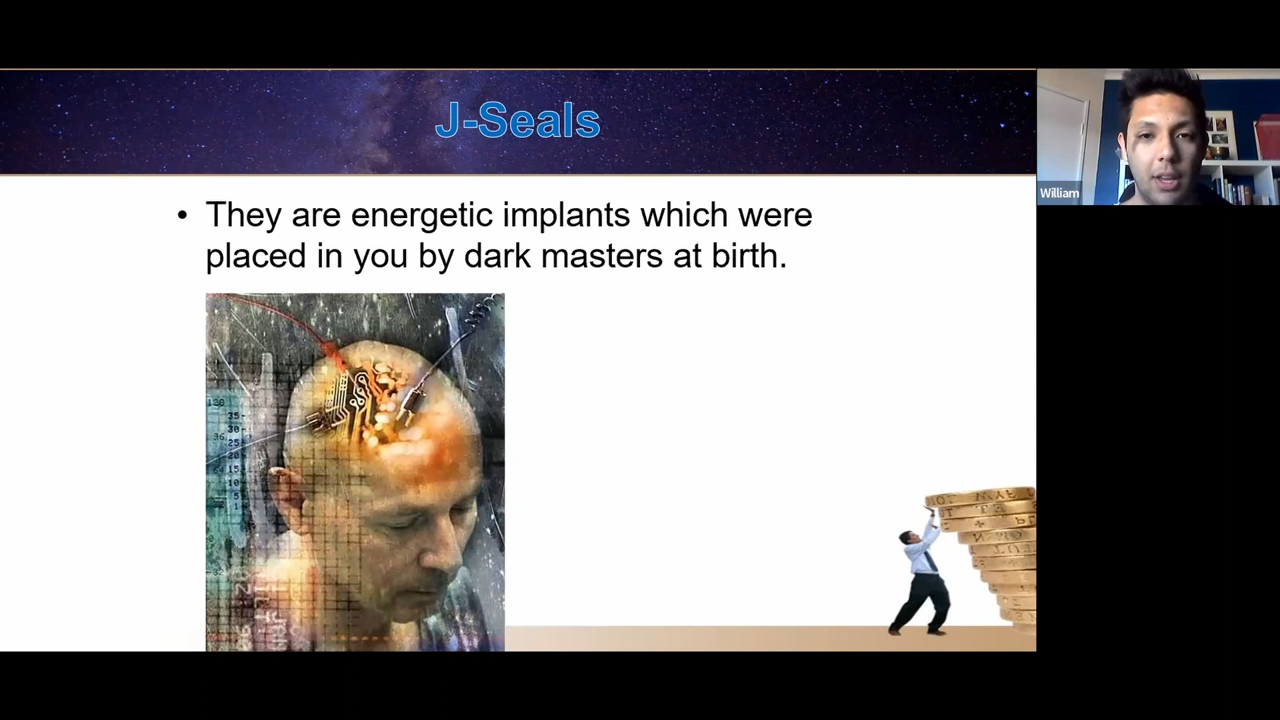 J-Seals
• They are energetic implants which were
placed in you by dark masters at birth.
William